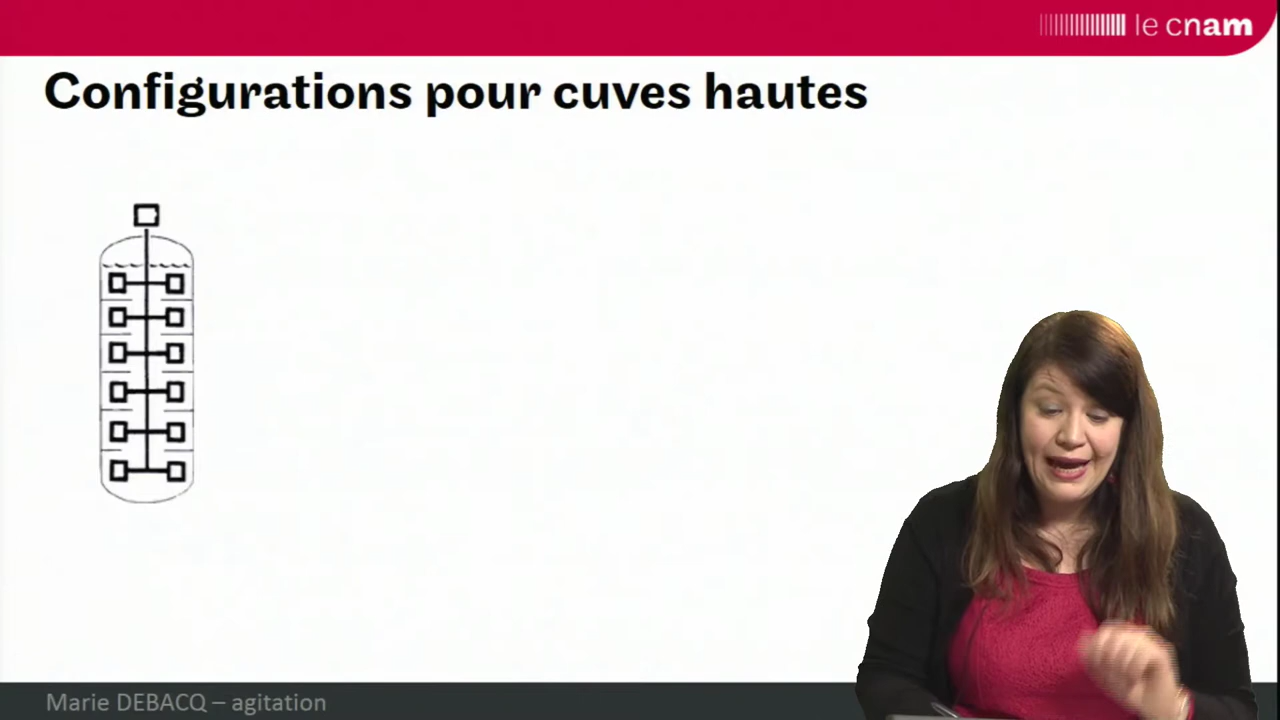 le cnam
Configurations pour cuves hautes
Marie DEBACQ – agitation